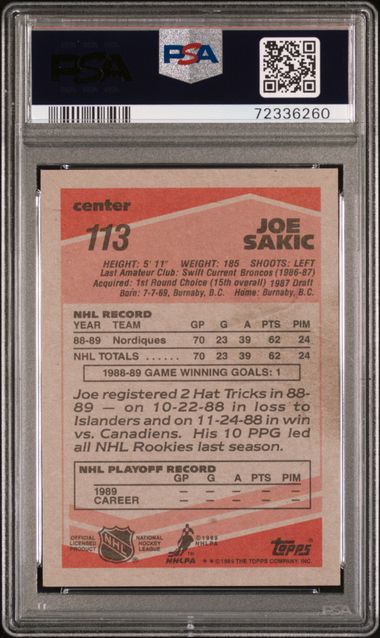 PSA
PSA
72336260
center
113
JOE
SAKIC
HEIGHT: 5' 11" WEIGHT: 185 SHOOTS: LEFT
Last Amateur Club: Swift Current Broncos (1986-87)
Acquired: 1st Round Choice (15th overall) 1987 Draft
Born: 7-7-69, Burnaby, B.C. Home: Burnaby, B.C.
NHL RECORD
YEAR TEAM GP G A PTS PIM
88-89 Nordiques 70 23 39 62 24
NHL TOTALS ...... 70 23 39 62 24
1988-89 GAME WINNING GOALS: 1
Joe registered 2 Hat Tricks in 88-
89 — on 10-22-88 in loss to
Islanders and on 11-24-88 in win
vs. Canadiens. His 10 PPG led
all NHL Rookies last season.
NHL PLAYOFF RECORD
GP G A PTS PIM
1989 — — — — —
CAREER — — — — —
OFFICIAL
LICENSED
PRODUCT
NHL
NATIONAL
HOCKEY
LEAGUE
NHLPA
©1989
NHLPA
TOPPS
**©1989 THE TOPPS COMPANY, INC.
PSA